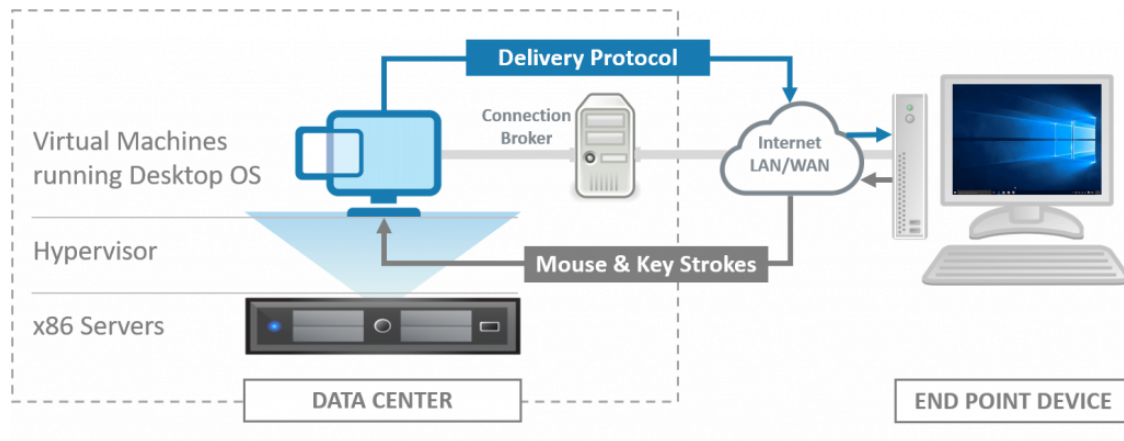 Delivery Protocol
Connection
Broker
Virtual Machines
running Desktop OS
Internet
LAN/WAN
Hypervisor
Mouse & Key Strokes
x86 Servers
DATA CENTER
END POINT DEVICE